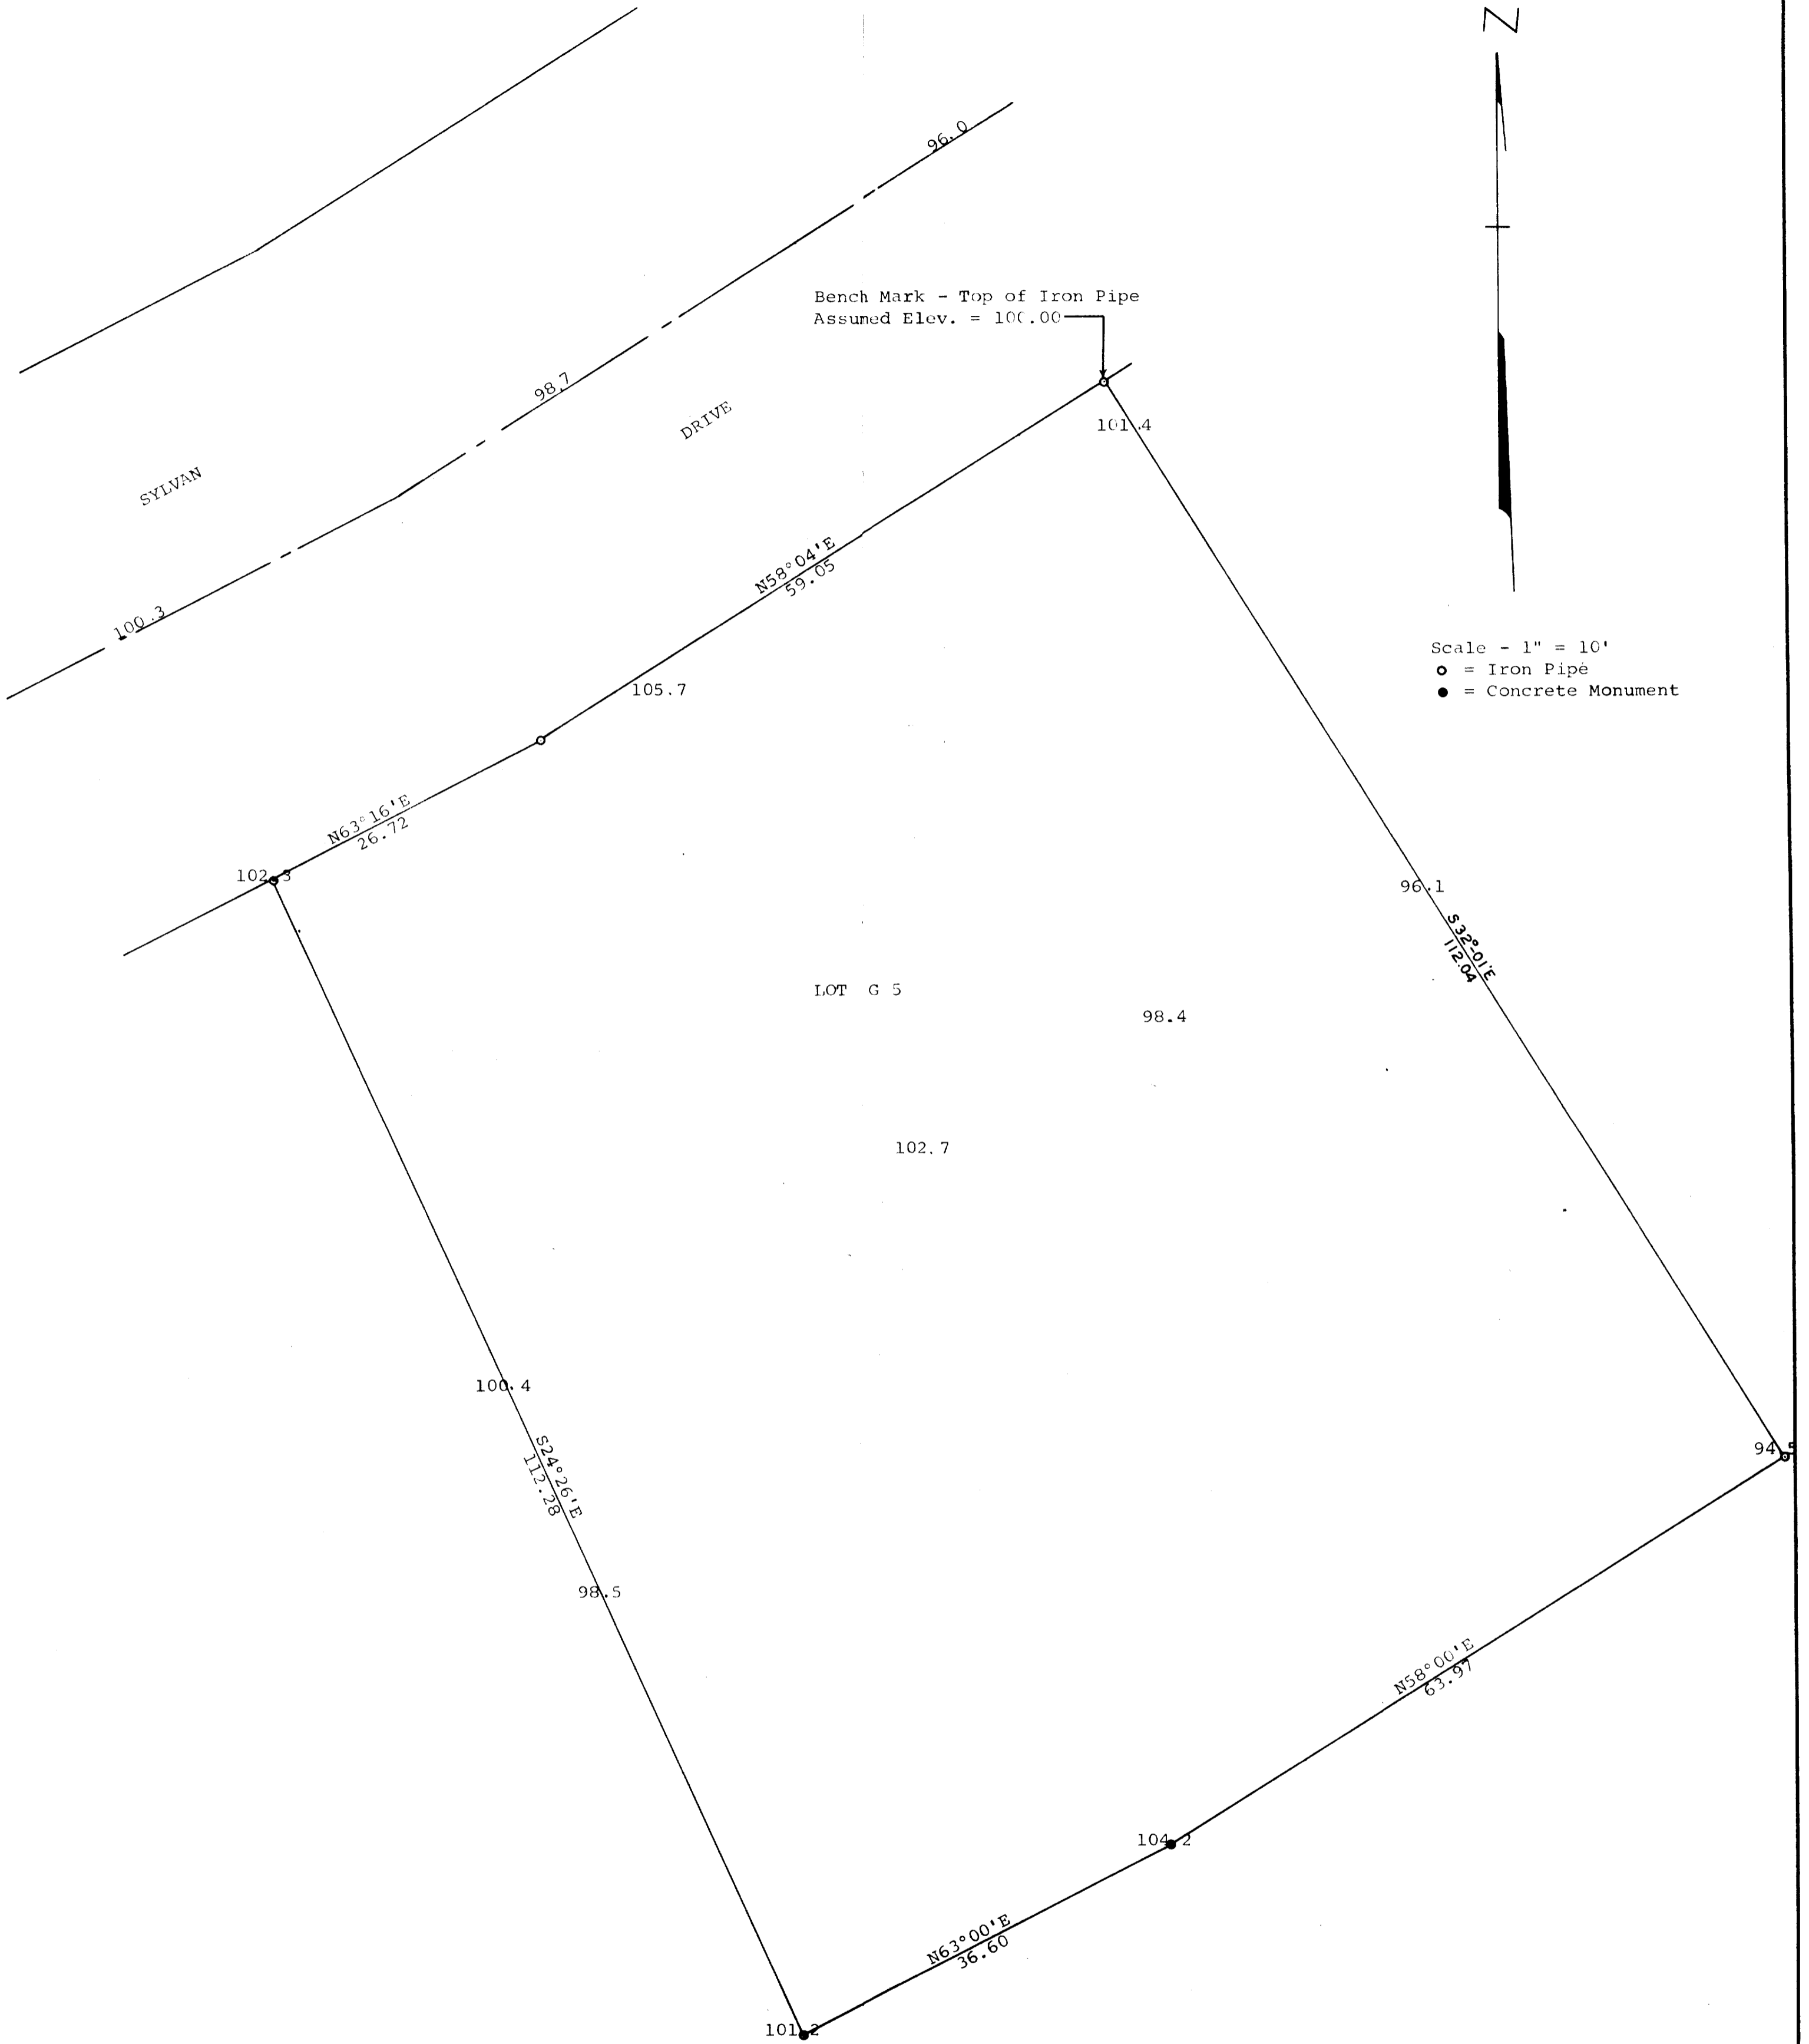 N
96.0
Bench Mark - Top of Iron Pipe
Assumed Elev. = 100.00
98.7
DRIVE
101.4
SYLVAN
N58°04'E
59.05
100.3
Scale - 1" = 10'
= Iron Pipe
= Concrete Monument
105.7
N63°16'E
26.72
102.3
96.1
S 32°-01'E
112.04
LOT G 5
98.4
102.7
100.4
S24°26'E
112.28
94.5
98.5
N58°00'E
63.97
104.2
N63°00'E
36.60
101.2